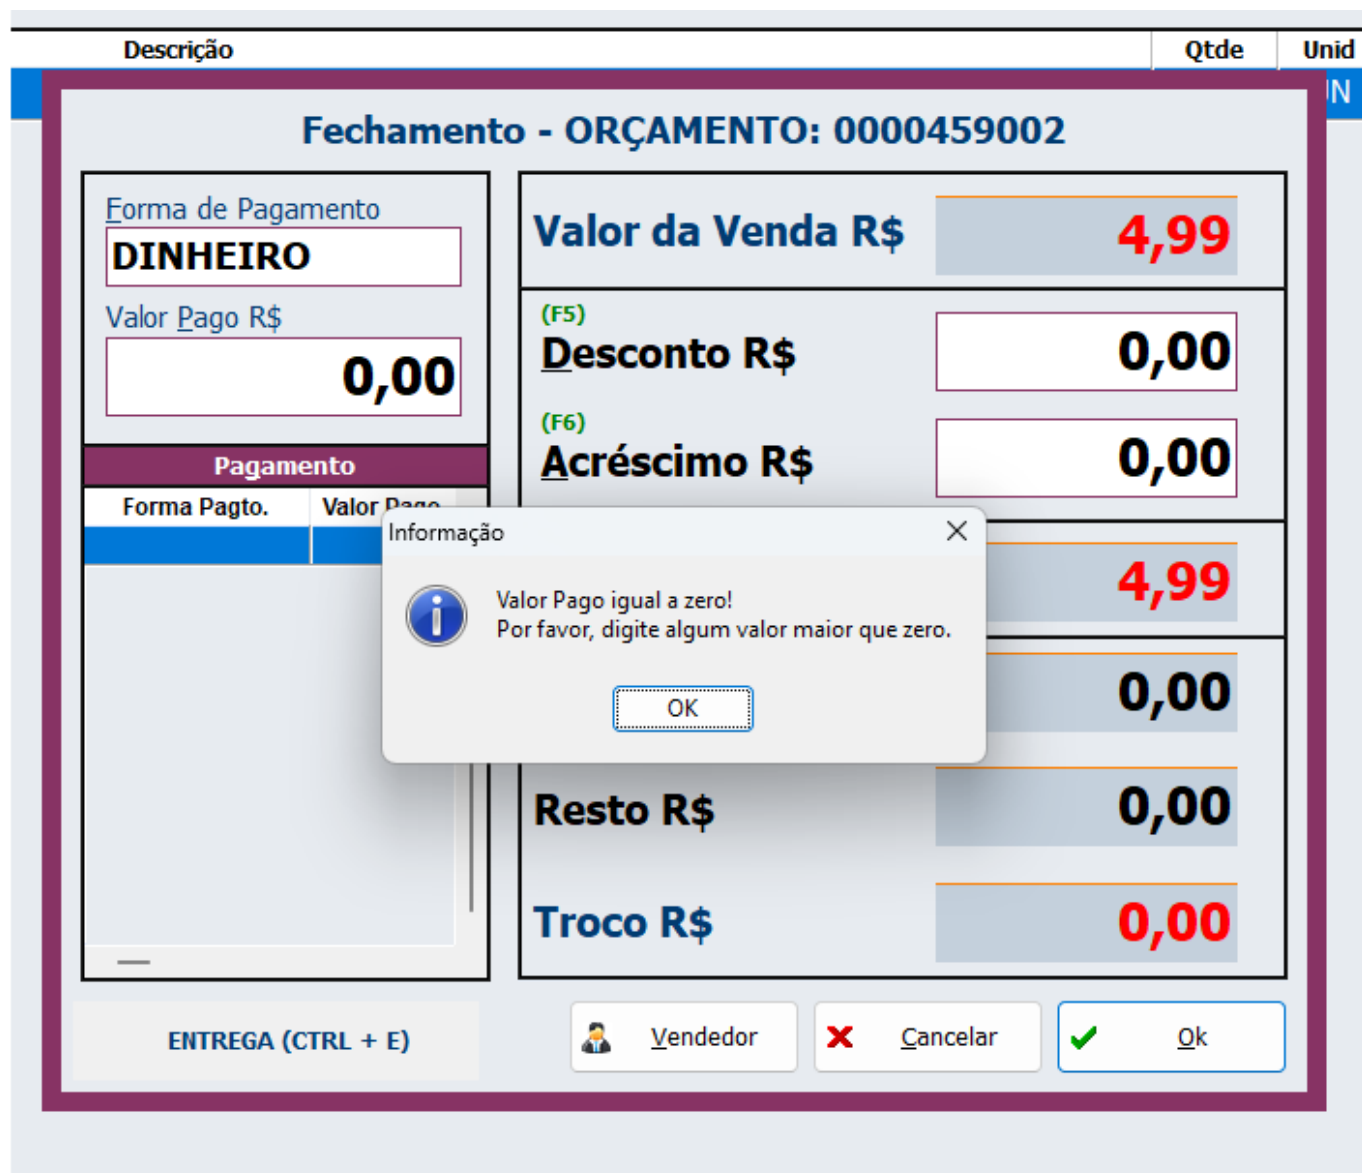 Descrição Qtde Unid
Fechamento - ORÇAMENTO: 0000459002
Forma de Pagamento
DINHEIRO
Valor Pago R$
0,00
Pagamento
Forma Pagto. Valor Pago
Valor da Venda R$ 4,99
(F5)
Desconto R$ 0,00
(F6)
Acréscimo R$ 0,00
4,99
0,00
Resto R$ 0,00
Troco R$ 0,00
Informação
Valor Pago igual a zero!
Por favor, digite algum valor maior que zero.
OK
ENTREGA (CTRL + E) Vendedor Cancelar Ok